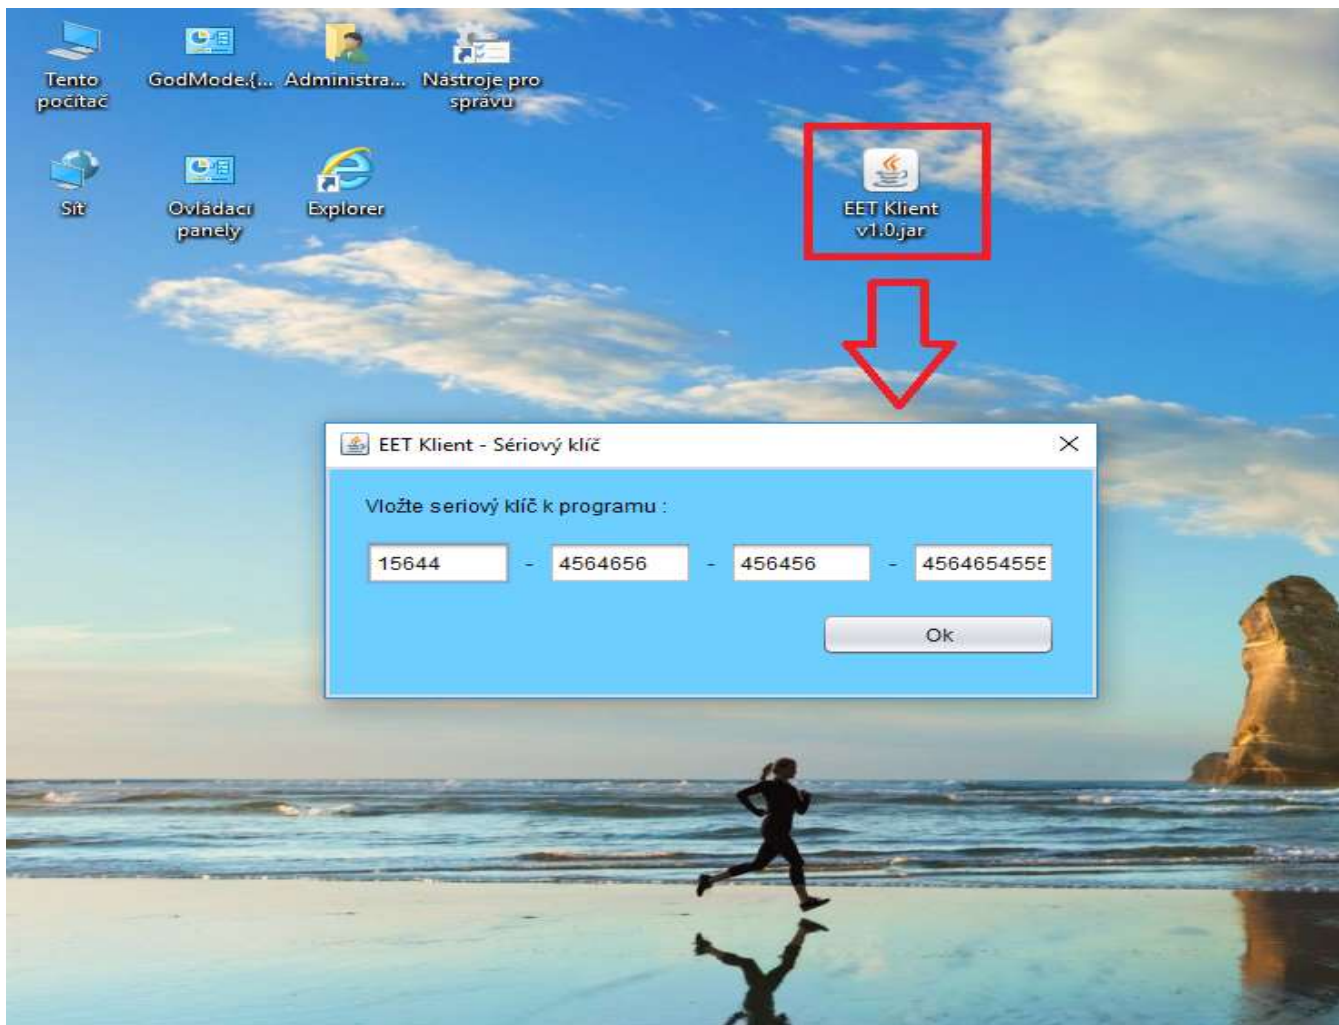 Tento
počítač
GodMode.{...
Administra...
Nástroje pro
správu
Síť
Ovládací
panely
Explorer
EET Klient
v1.0.jar
EET Klient - Sériový klíč
Vložte seriový klíč k programu :
15644 - 4564656 - 456456 - 4564654555
Ok